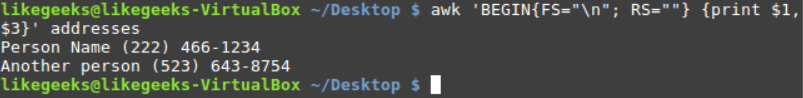 likegeeks@likegeeks-VirtualBox ~/Desktop $ awk 'BEGIN{FS="\n"; RS=""} {print $1,
$3}' addresses
Person Name (222) 466-1234
Another person (523) 643-8754
likegeeks@likegeeks-VirtualBox ~/Desktop $